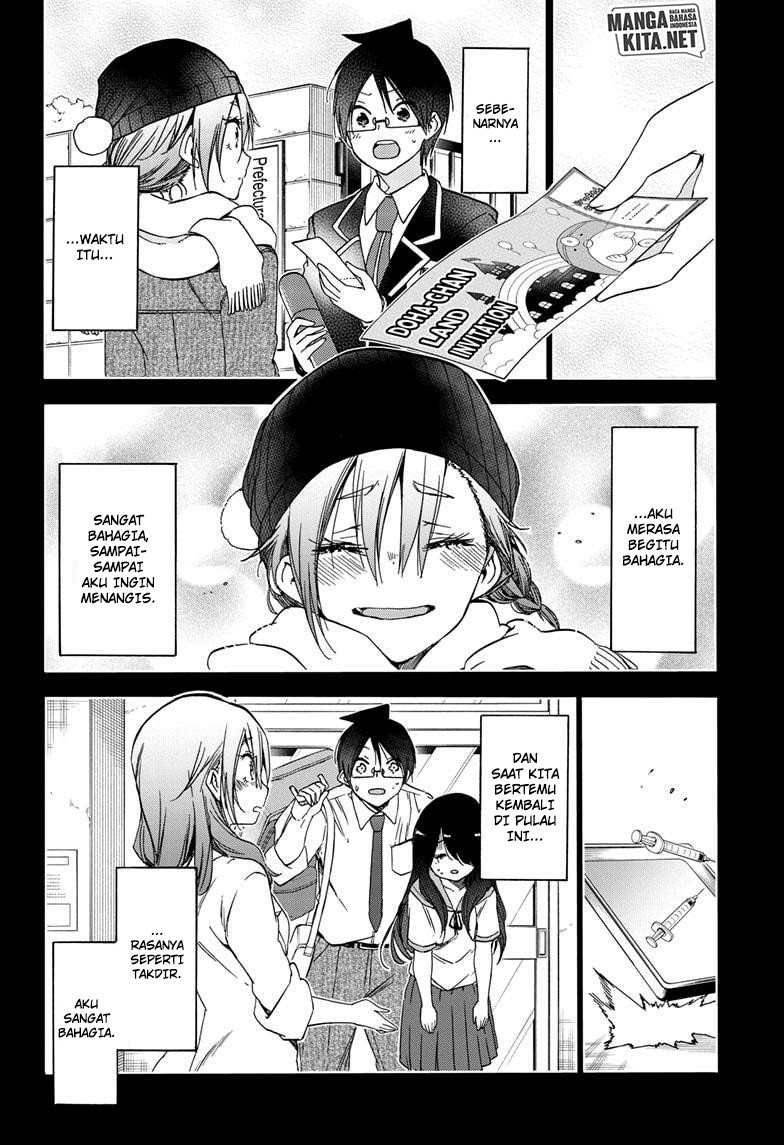 MANGA
KITA.NET
BACA MANGA
BAHASA
INDONESIA
SEBE-
NARNYA
...
...WAKTU
ITU...
Prefectura
DOHA-CHAN
LAND
INVITATION
...AKU
MERASA
BEGITU
BAHAGIA.
SANGAT
BAHAGIA,
SAMPAI-
SAMPAI
AKU INGIN
MENANGIS.
DAN
SAAT KITA
BERTEMU
KEMBALI
DI PULAU
INI...
...
RASANYA
SEPERTI
TAKDIR.
AKU
SANGAT
BAHAGIA.